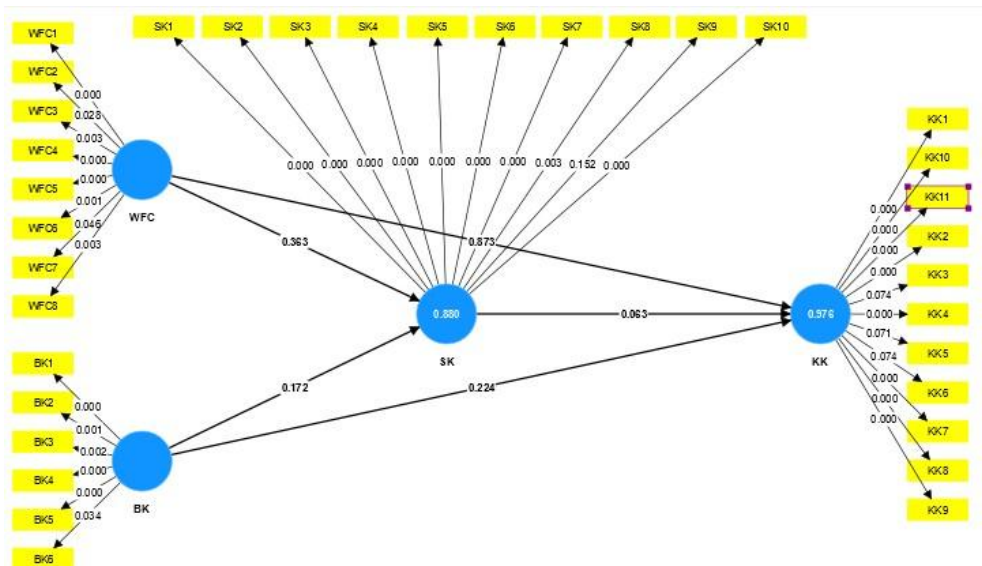 SK1 SK2 SK3 SK4 SK5 SK6 SK7 SK8 SK9 SK10
WFC1
WFC2
WFC3
WFC4
WFC5
WFC6
WFC7
WFC8
0.000
0.028
0.003
0.000
0.000
0.001
0.046
0.003
WFC
0.000 0.000 0.000 0.000 0.000 0.000 0.000 0.003 0.152 0.000
0.363
0.873
0.880
SK
0.063
0.172
0.224
BK1
BK2
BK3
BK4
BK5
BK6
0.000
0.001
0.002
0.000
0.000
0.034
BK
0.976
KK
0.000
0.000
0.000
0.000
0.074
0.000
0.071
0.074
0.000
0.000
0.000
KK1
KK10
KK11
KK2
KK3
KK4
KK5
KK6
KK7
KK8
KK9